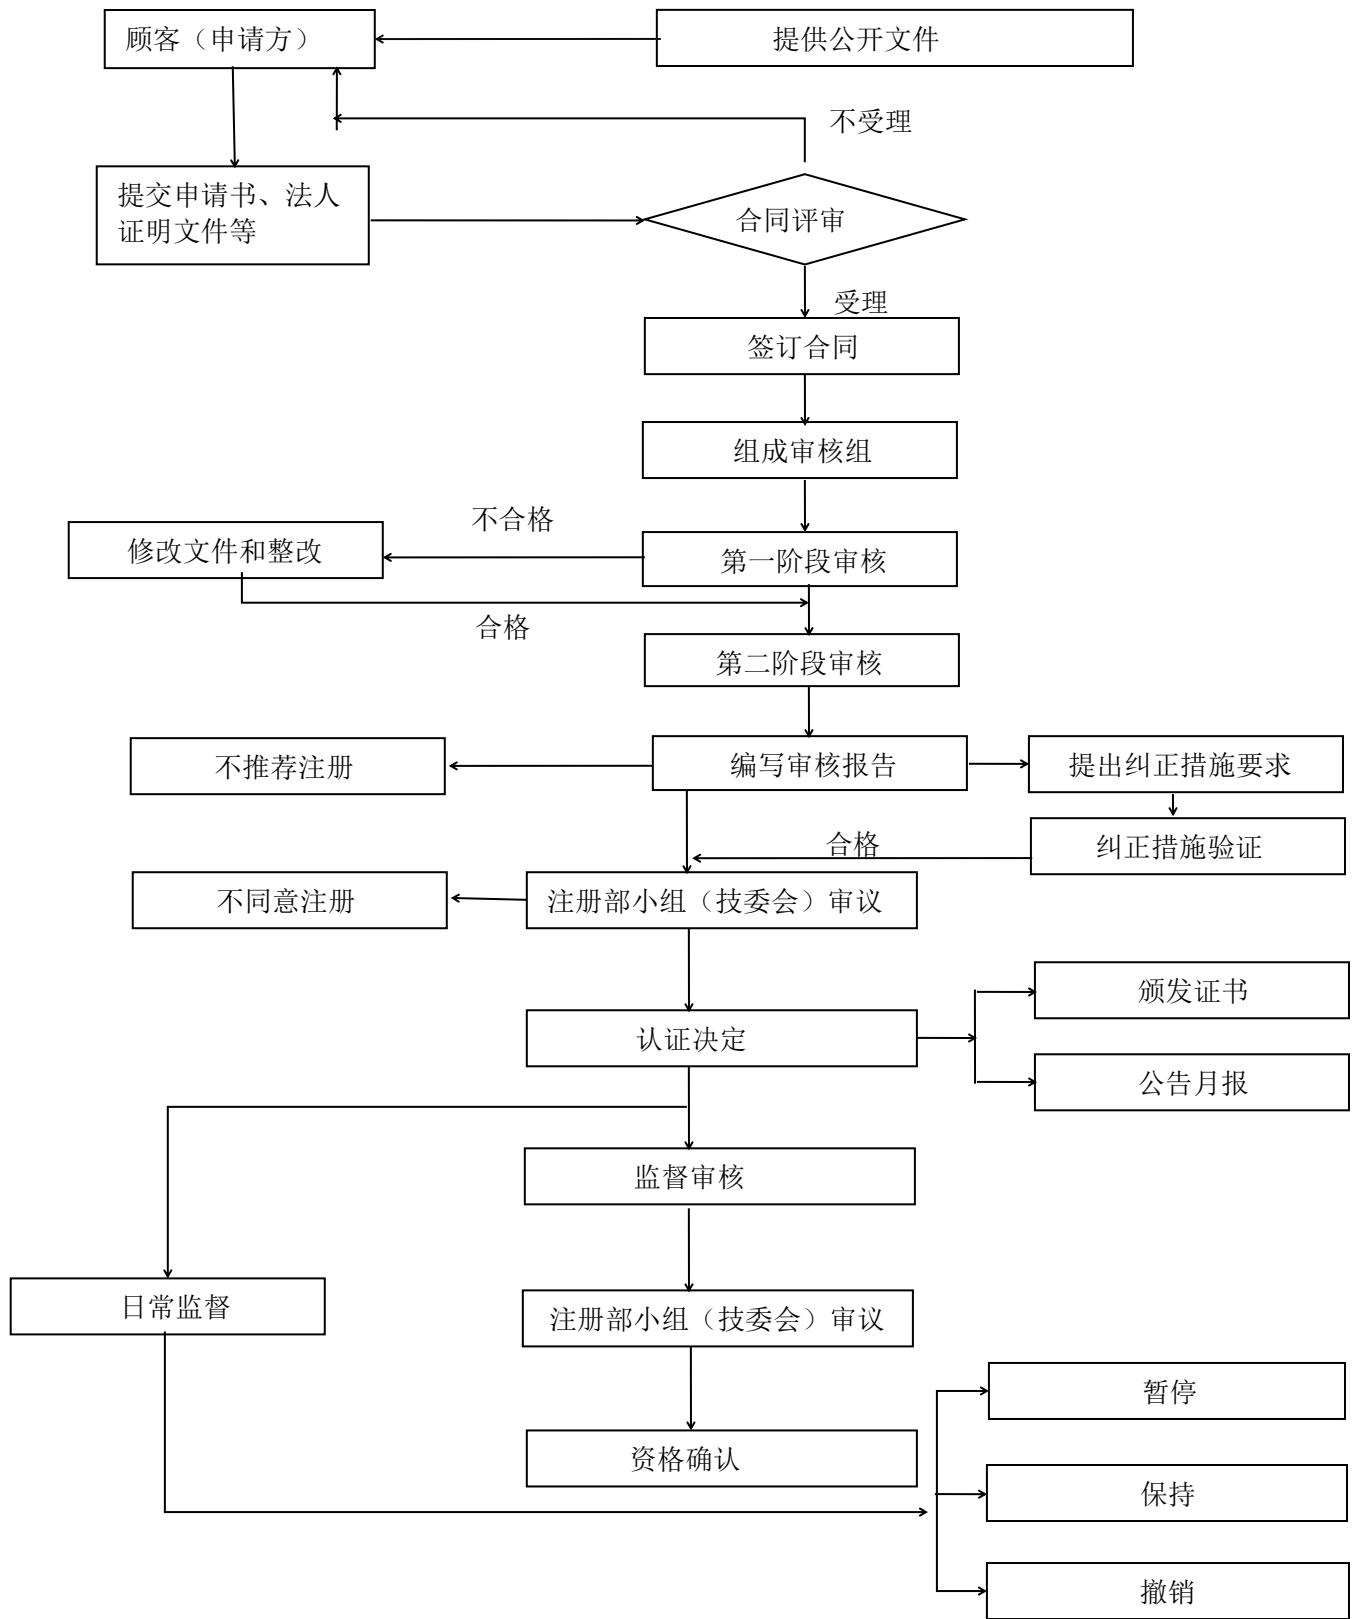 顾客（申请方）
提供公开文件
不受理
提交申请书、法人
证明文件等
合同评审
受理
签订合同
组成审核组
不合格
修改文件和整改
第一阶段审核
合格
第二阶段审核
不推荐注册
编写审核报告
提出纠正措施要求
合格
纠正措施验证
不同意注册
注册部小组（技委会）审议
颁发证书
认证决定
公告月报
监督审核
日常监督
注册部小组（技委会）审议
暂停
资格确认
保持
撤销